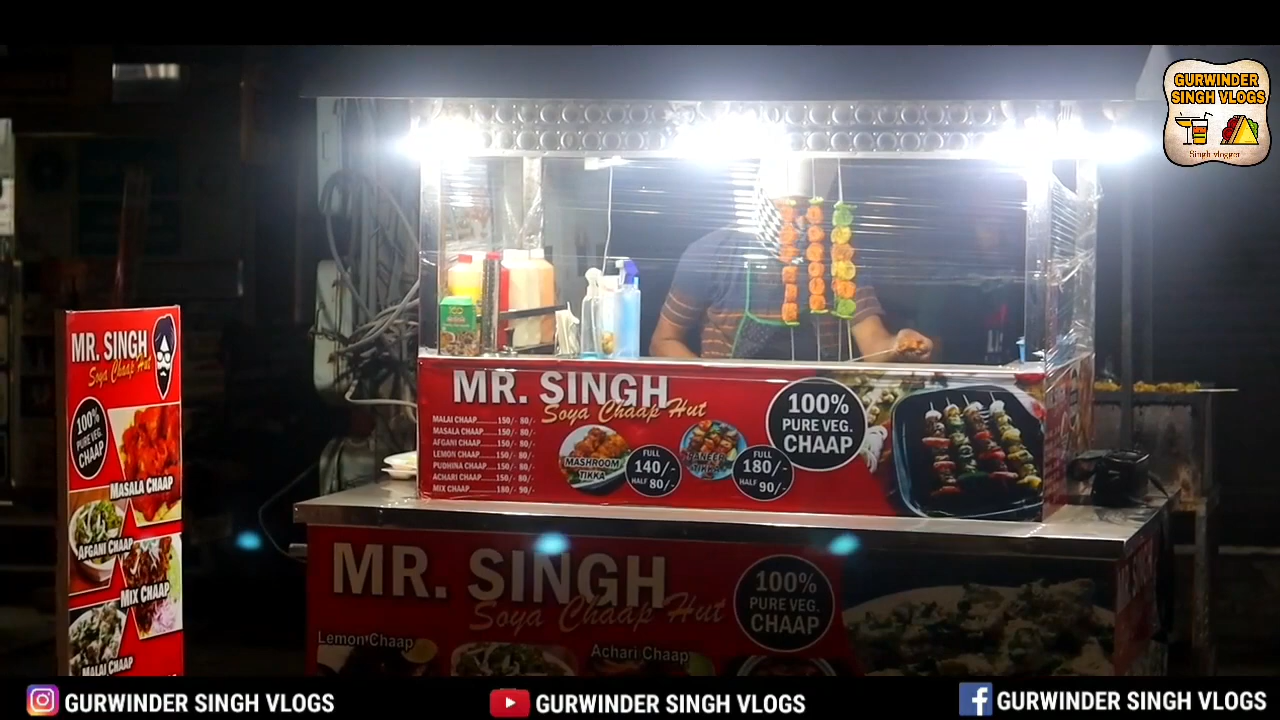 GURWINDER
SINGH VLOGS
Singh vlogger
MR. SINGH
Soya Chaap Hut
100%
PURE VEG.
CHAAP
MASALA CHAAP
AFGANI CHAAP
MIX CHAAP
MALAI CHAAP
MR. SINGH
Soya Chaap Hut
MALAI CHAAP.........150/- 80/-
MASALA CHAAP.......150/- 80/-
AFGANI CHAAP.......150/- 80/-
LEMON CHAAP........150/- 80/-
PUDHINA CHAAP......150/- 80/-
ACHARI CHAAP.......150/- 80/-
MIX CHAAP...........180/- 90/-
MASHROOM
TIKKA
FULL
140/-
HALF 80/-
PANEER
TIKKA
FULL
180/-
HALF 90/-
100%
PURE VEG.
CHAAP
MR. SINGH
Soya Chaap Hut
100%
PURE VEG.
CHAAP
Lemon Chaap
Achari Chaap
GURWINDER SINGH VLOGS
GURWINDER SINGH VLOGS
GURWINDER SINGH VLOGS